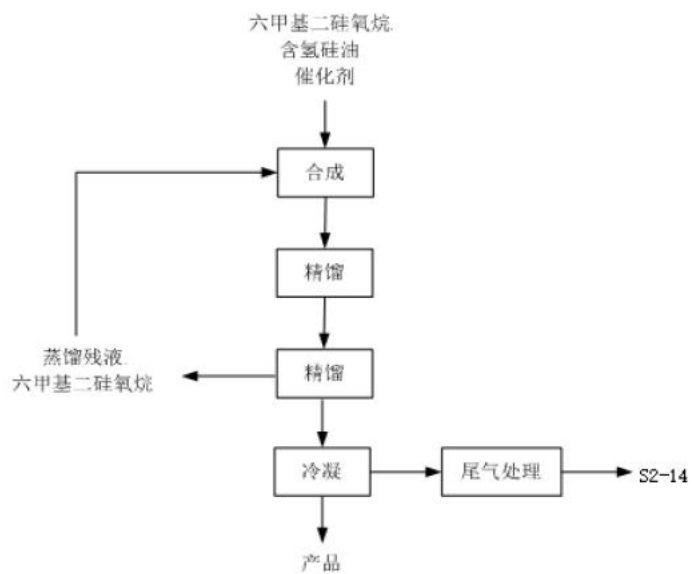 六甲基二硅氧烷.
含氢硅油
催化剂
合成
精馏
蒸馏残液.
六甲基二硅氧烷
精馏
冷凝
尾气处理
S2-14
产品